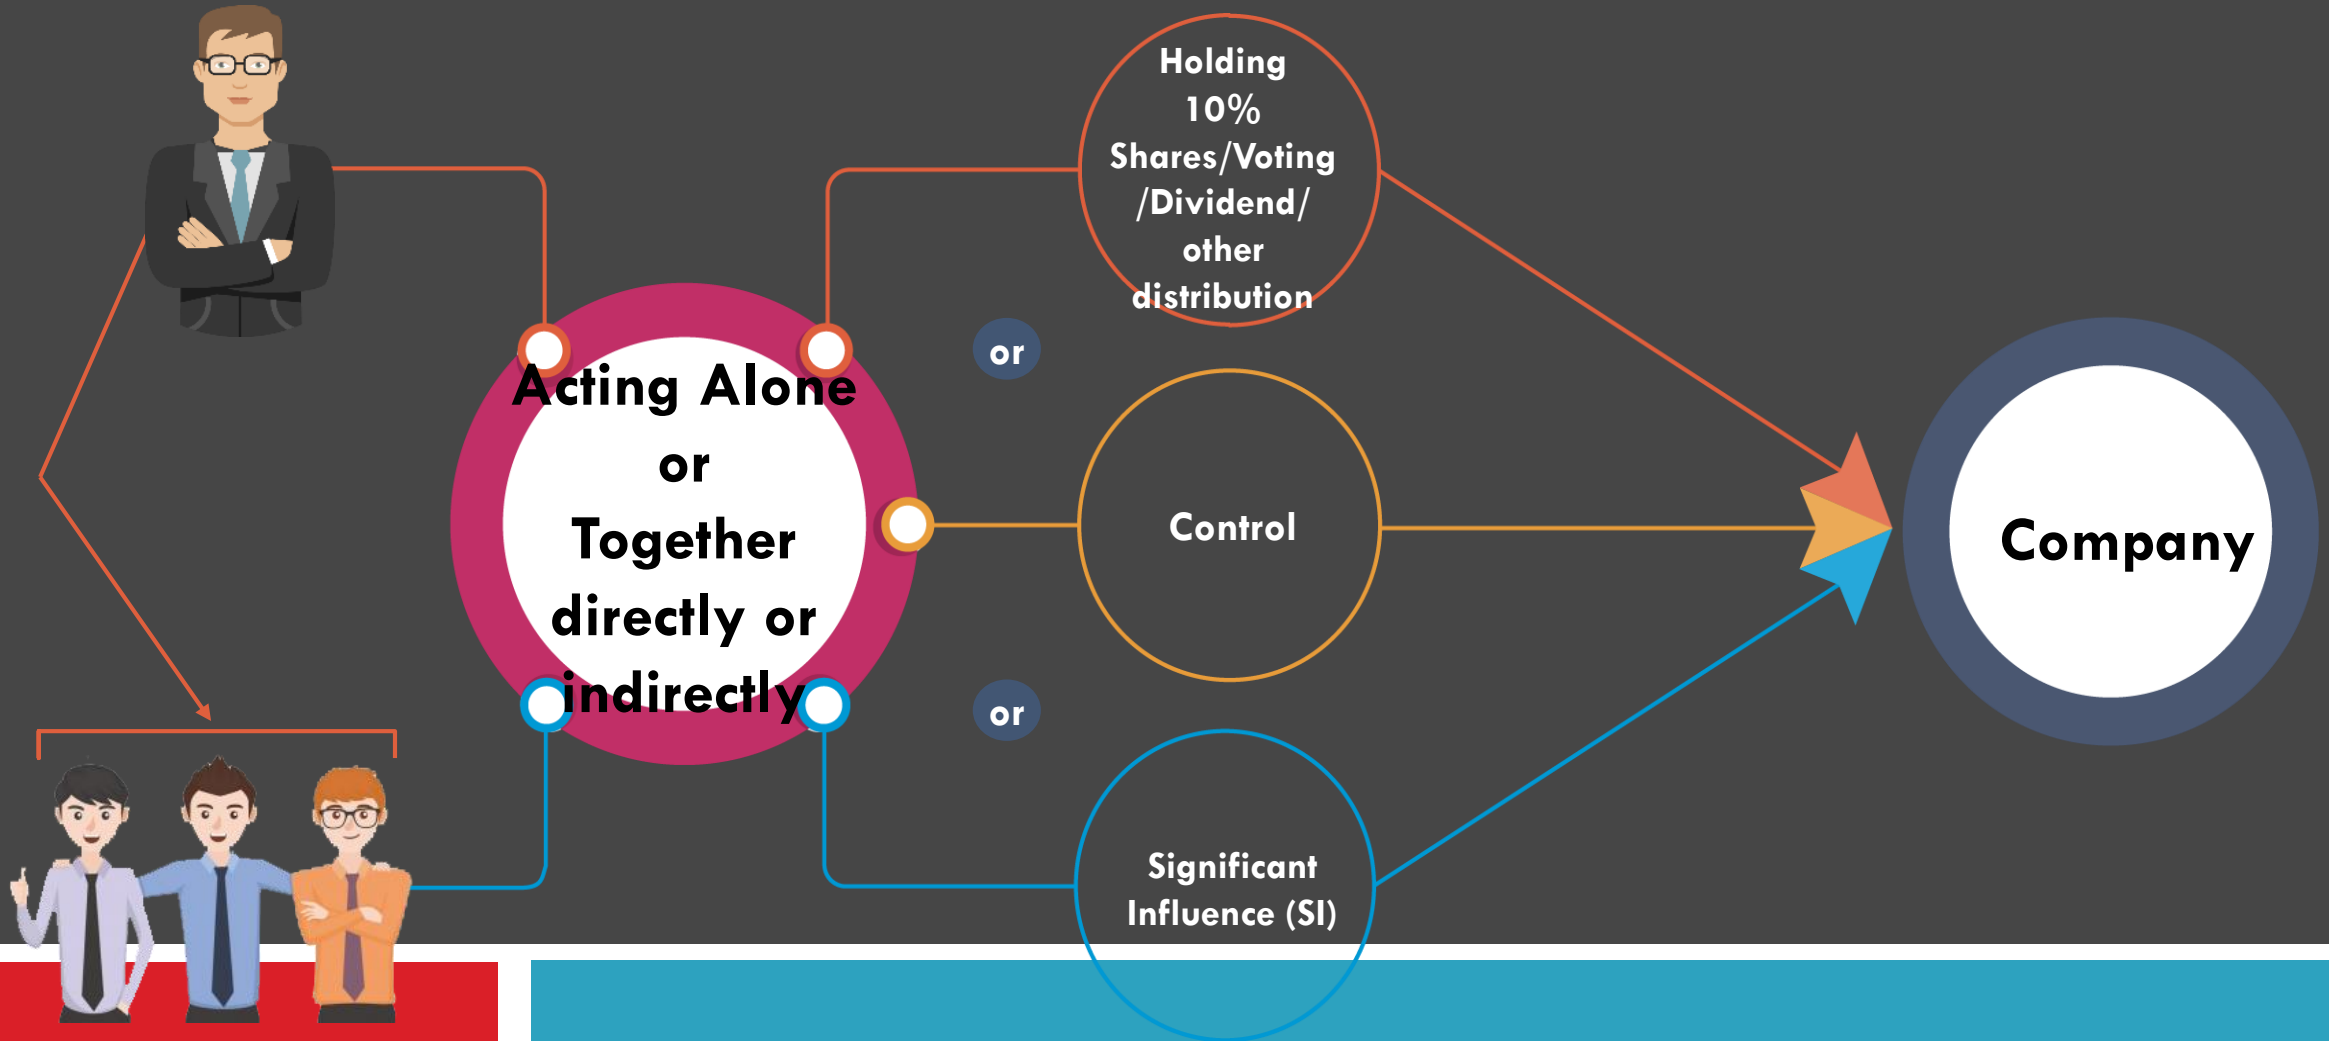 Holding
10%
Shares/Voting
/Dividend/
other
distribution
or
Acting Alone
or
Together
directly or
indirectly
Control
Company
or
Significant
Influence (SI)